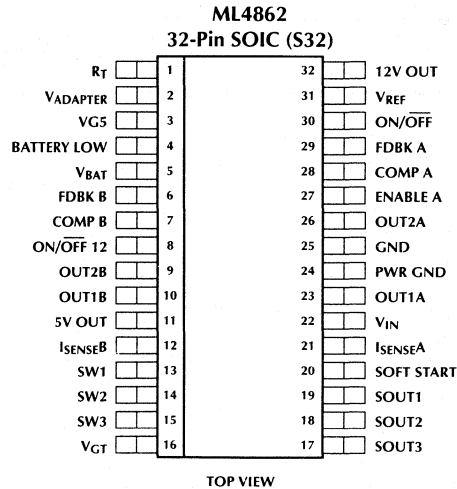 ML4862
32-Pin SOIC (S32)
RT 1 32 12V OUT
VADAPTER 2 31 VREF
VG5 3 30 ON/OFF
BATTERY LOW 4 29 FDBK A
VBAT 5 28 COMP A
FDBK B 6 27 ENABLE A
COMP B 7 26 OUT2A
ON/OFF 12 8 25 GND
OUT2B 9 24 PWR GND
OUT1B 10 23 OUT1A
5V OUT 11 22 VIN
ISENSEB 12 21 ISENSEA
SW1 13 20 SOFT START
SW2 14 19 SOUT1
SW3 15 18 SOUT2
VGT 16 17 SOUT3
TOP VIEW